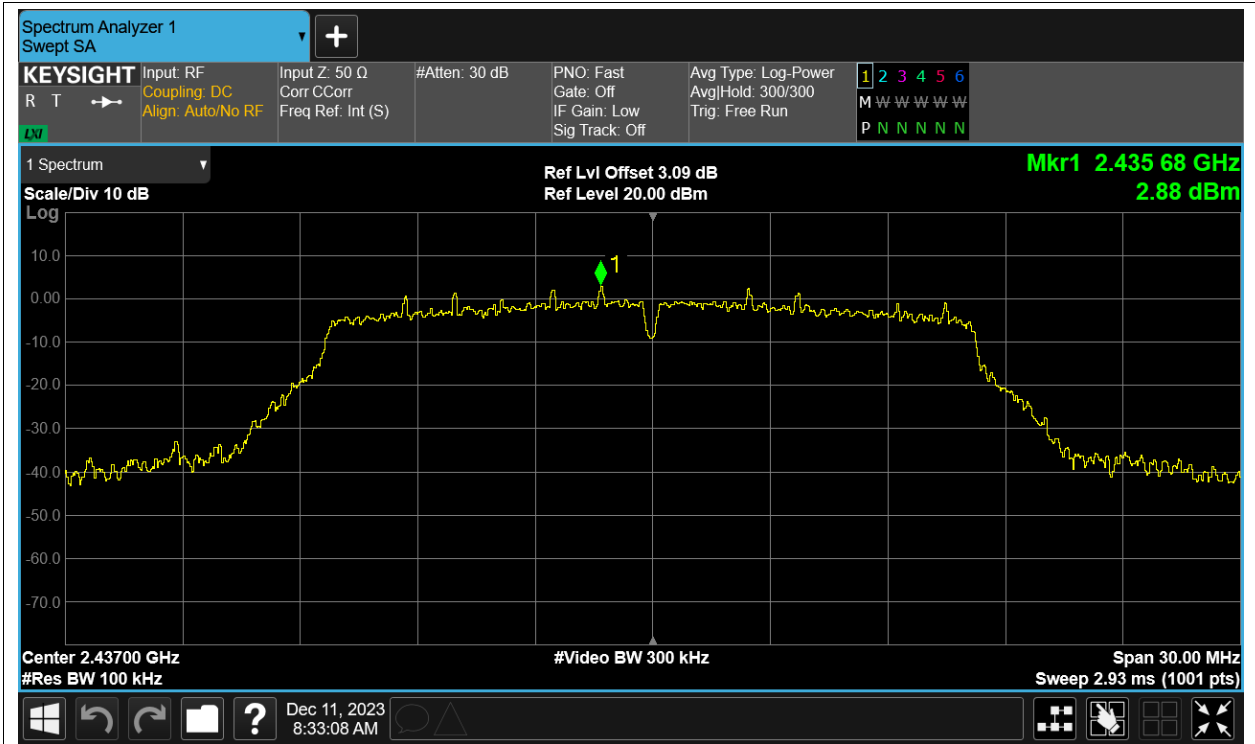 Spectrum Analyzer 1
Swept SA
KEYSIGHT
R T
LXI
Input: RF
Coupling: DC
Align: Auto/No RF
Input Z: 50 Ω
Corr CCorr
Freq Ref: Int (S)
#Atten: 30 dB
PNO: Fast
Gate: Off
IF Gain: Low
Sig Track: Off
Avg Type: Log-Power
Avg|Hold: 300/300
Trig: Free Run
1 2 3 4 5 6
M W W W W W
P N N N N N
1 Spectrum
Scale/Div 10 dB
Log
Ref Lvl Offset 3.09 dB
Ref Level 20.00 dBm
Mkr1 2.435 68 GHz
2.88 dBm
1
10.0
0.00
-10.0
-20.0
-30.0
-40.0
-50.0
-60.0
-70.0
Center 2.43700 GHz
#Video BW 300 kHz
Span 30.00 MHz
#Res BW 100 kHz
Sweep 2.93 ms (1001 pts)
?
Dec 11, 2023
8:33:08 AM